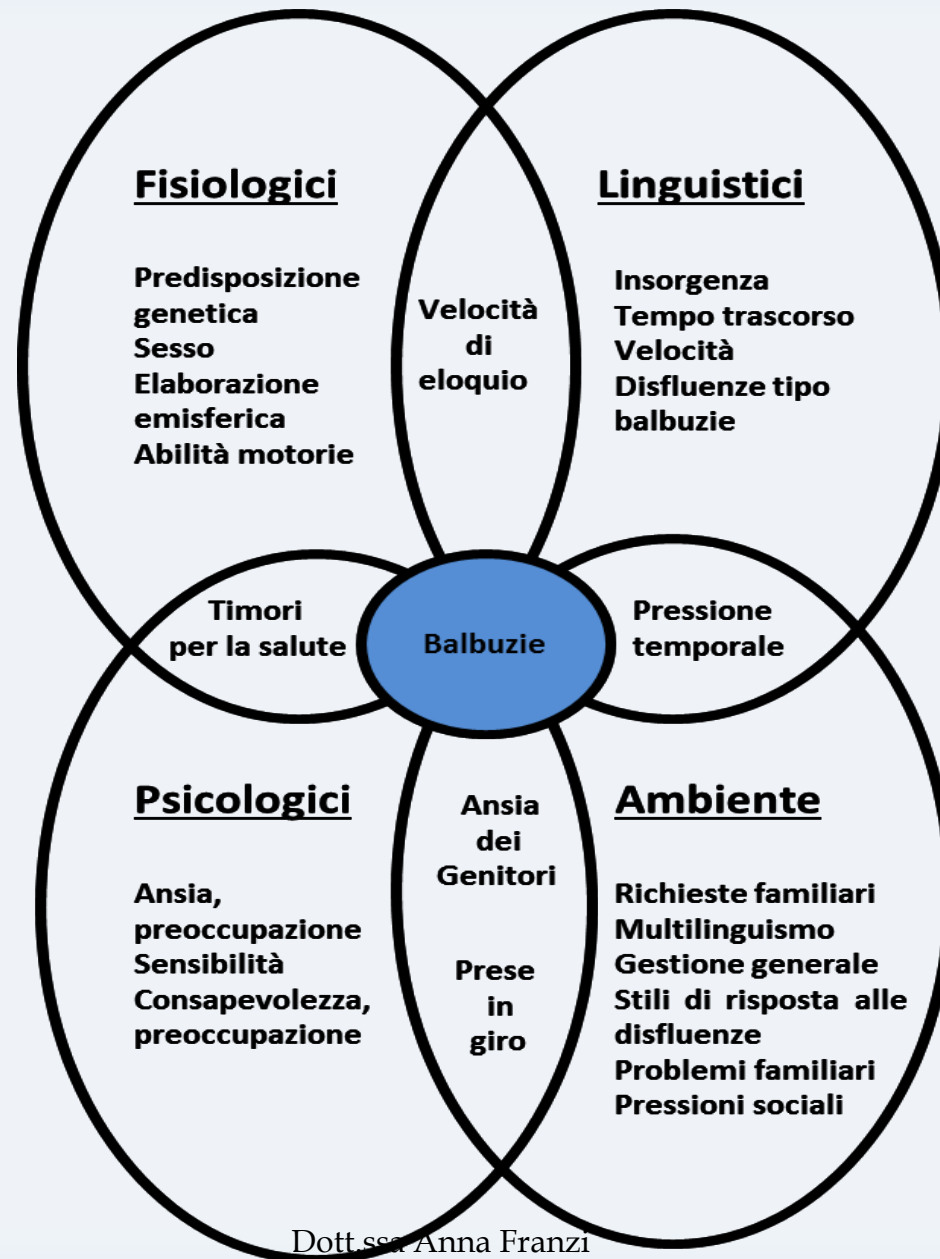 Fisiologici
Predisposizione
genetica
Sesso
Elaborazione
emisferica
Abilità motorie
Velocità
di
eloquio
Linguistici
Insorgenza
Tempo trascorso
Velocità
Disfluenze tipo
balbuzie
Timori
per la salute
Balbuzie
Pressione
temporale
Psicologici
Ansia,
preoccupazione
Sensibilità
Consapevolezza,
preoccupazione
Ansia
dei
Genitori
Prese
in
giro
Ambiente
Richieste familiari
Multilinguismo
Gestione generale
Stili di risposta alle
disfluenze
Problemi familiari
Pressioni sociali
Dott.ssa Anna Franzi